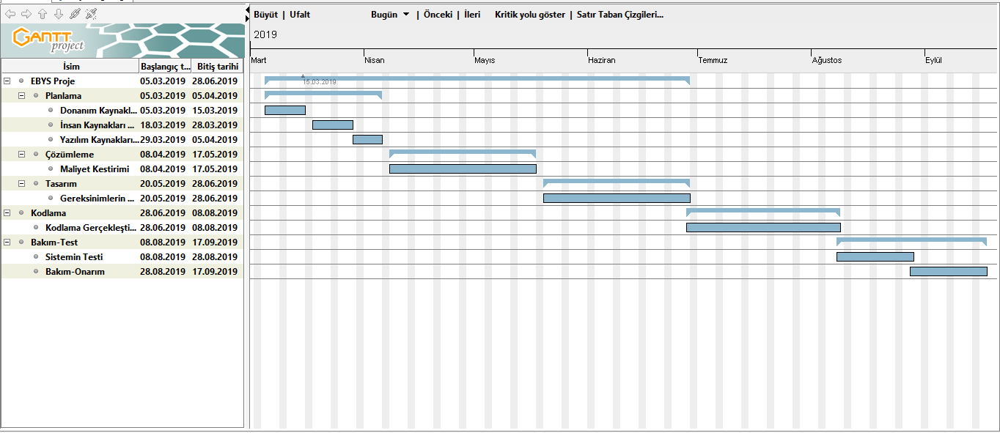 Büyüt | Ufalt Bugün | Önceki | İleri Kritik yolu göster | Satır Taban Çizgileri...
GANTT project
2019
Mart Nisan Mayıs Haziran Temmuz Ağustos Eylül
İsim Başlangıç t... Bitiş tarihi
EBYS Proje 05.03.2019 28.06.2019
15.03.2019
Planlama 05.03.2019 05.04.2019
Donanım Kaynakl... 05.03.2019 15.03.2019
İnsan Kaynakları ... 18.03.2019 28.03.2019
Yazılım Kaynakları... 29.03.2019 05.04.2019
Çözümleme 08.04.2019 17.05.2019
Maliyet Kestirimi 08.04.2019 17.05.2019
Tasarım 20.05.2019 28.06.2019
Gereksinimlerin ... 20.05.2019 28.06.2019
Kodlama 28.06.2019 08.08.2019
Kodlama Gerçekleşti... 28.06.2019 08.08.2019
Bakım-Test 08.08.2019 17.09.2019
Sistemin Testi 08.08.2019 28.08.2019
Bakım-Onarım 28.08.2019 17.09.2019